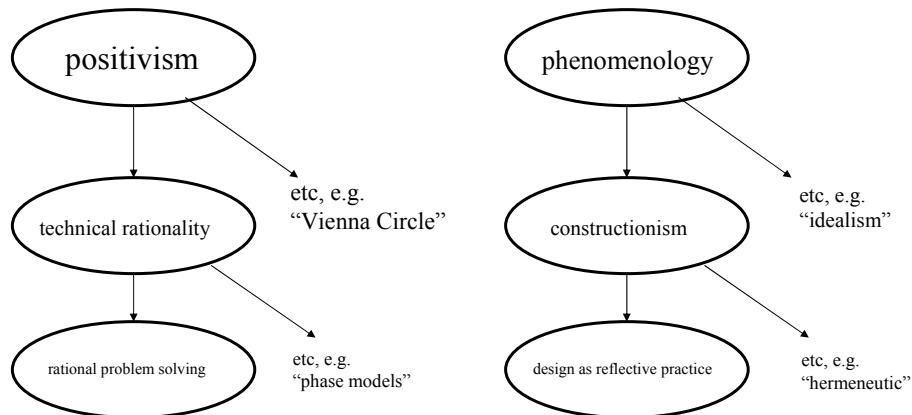 positivism
etc, e.g.
“Vienna Circle”
technical rationality
etc, e.g.
“phase models”
rational problem solving
phenomenology
etc, e.g.
“idealism”
constructionism
etc, e.g.
“hermeneutic”
design as reflective practice